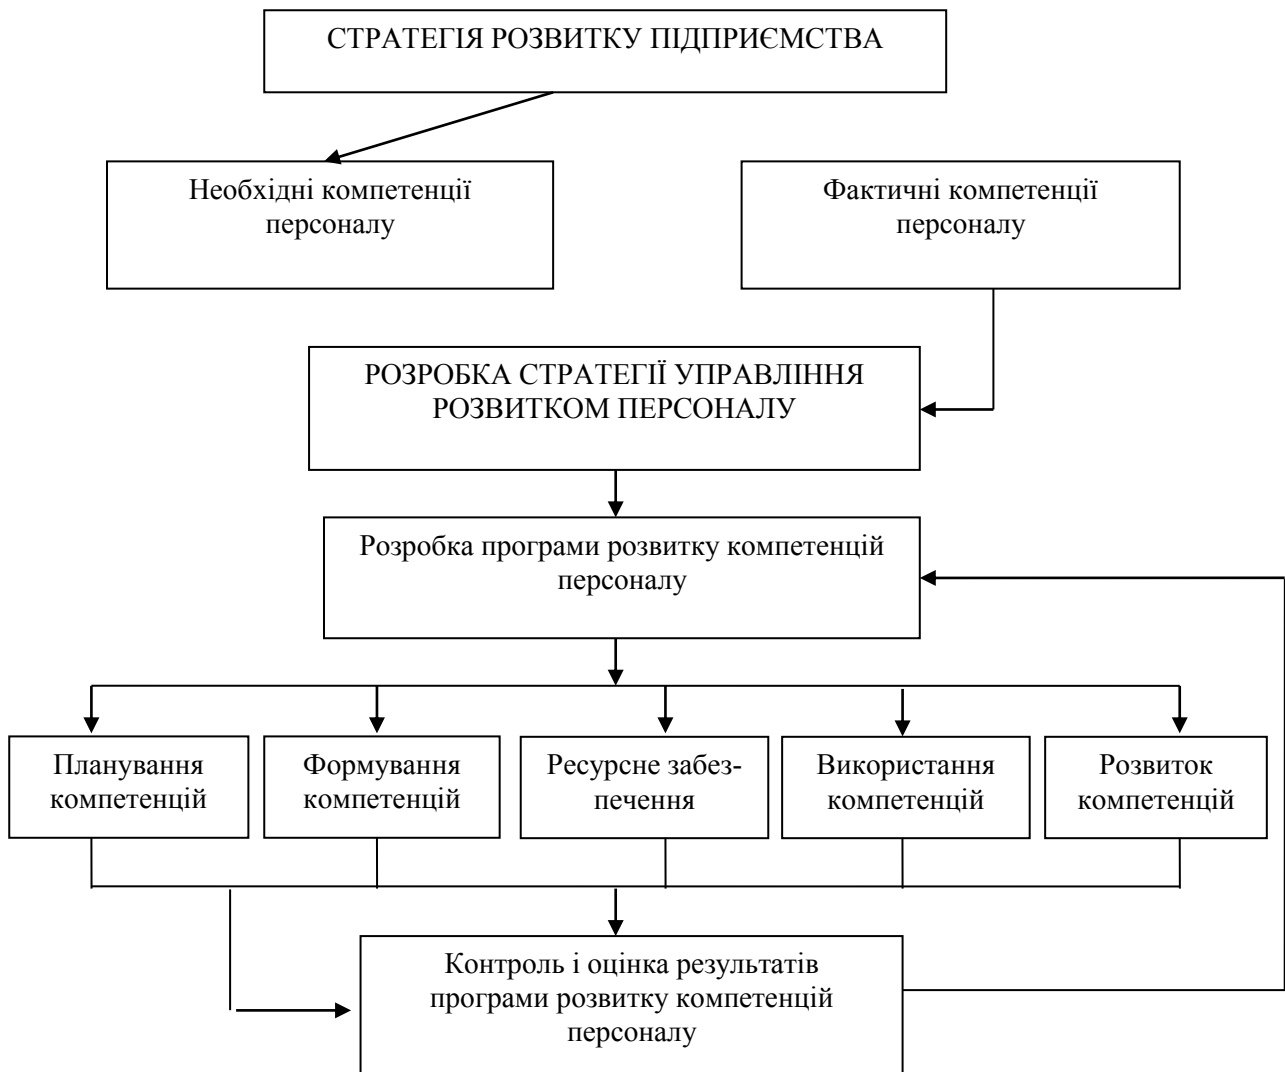 СТРАТЕГІЯ РОЗВИТКУ ПІДПРИЄМСТВА
Необхідні компетенції
персоналу
Фактичні компетенції
персоналу
РОЗРОБКА СТРАТЕГІЇ УПРАВЛІННЯ
РОЗВИТКОМ ПЕРСОНАЛУ
Розробка програми розвитку компетенцій
персоналу
Планування
компетенцій
Формування
компетенцій
Ресурсне забез-
печення
Використання
компетенцій
Розвиток
компетенцій
Контроль і оцінка результатів
програми розвитку компетенцій
персоналу